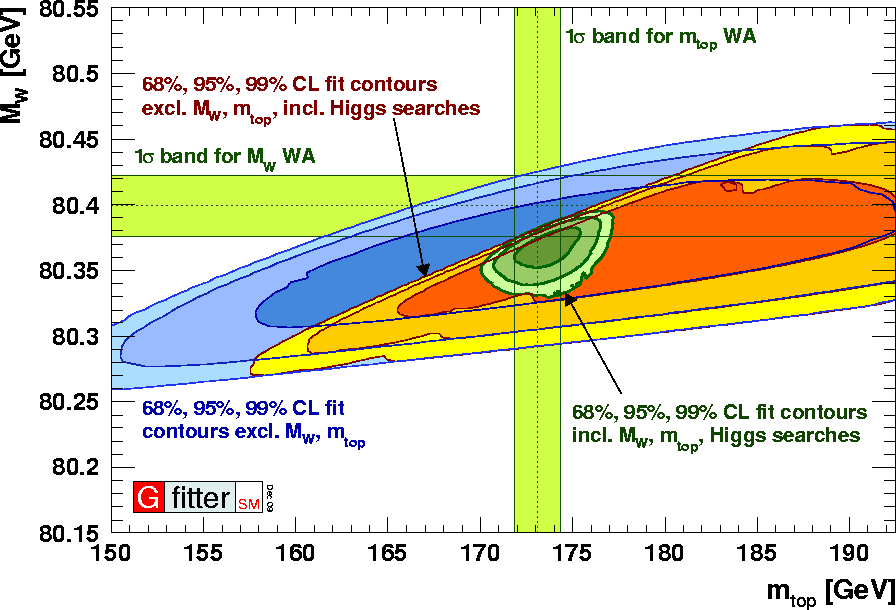 80.55
80.5
80.45
80.4
80.35
80.3
80.25
80.2
80.15
M_W [GeV]
1σ band for m_top WA
68%, 95%, 99% CL fit contours
excl. M_W, m_top, incl. Higgs searches
1σ band for M_W WA
68%, 95%, 99% CL fit
contours excl. M_W, m_top
68%, 95%, 99% CL fit contours
incl. M_W, m_top, Higgs searches
G fitter SM
Dec 09
150 155 160 165 170 175 180 185 190
m_top [GeV]